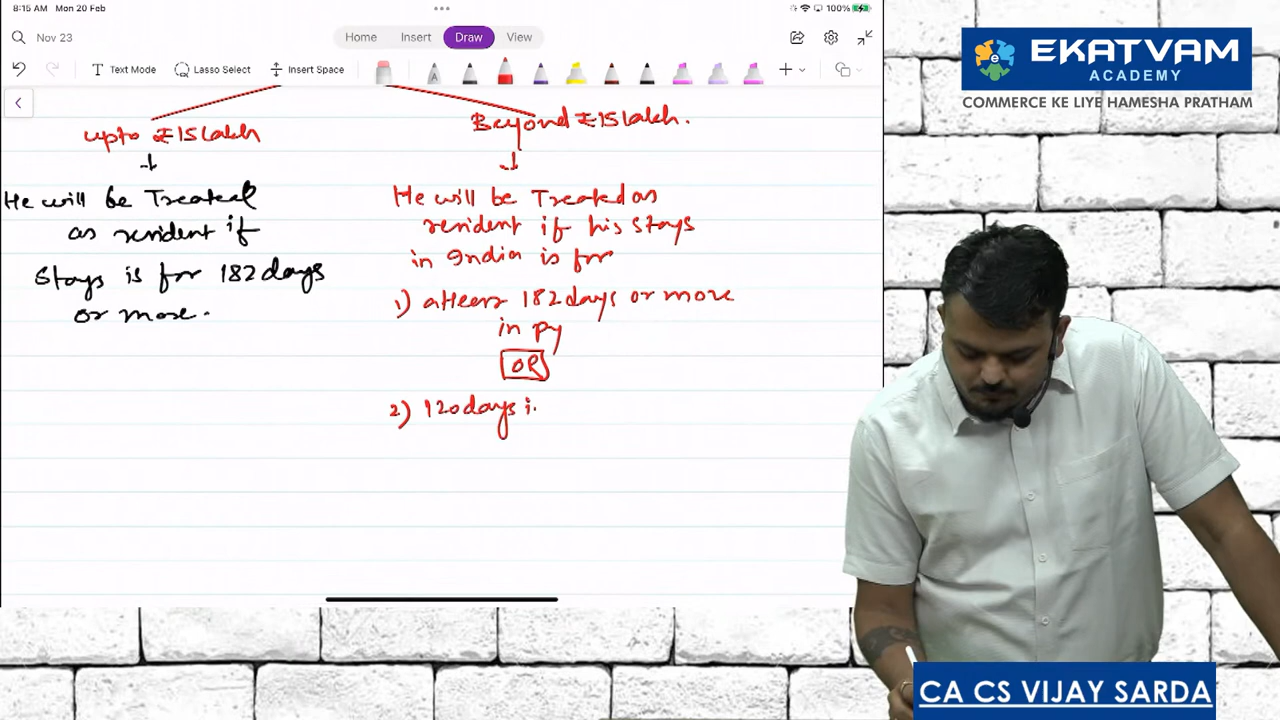 8:15 AM Mon 20 Feb
100%
Nov 23
Home Insert Draw View
Text Mode
Lasso Select
Insert Space
A
upto ₹15 lakh
He will be Treated
as resident if
Stays is for 182 days
or more.
Beyond ₹15 lakh.
He will be Treated as
resident if his stays
in India is for
1) atleast 182 days or more
in py
OR
2) 120 days i
EKATVAM
ACADEMY
COMMERCE KE LIYE HAMESHA PRATHAM
CA CS VIJAY SARDA